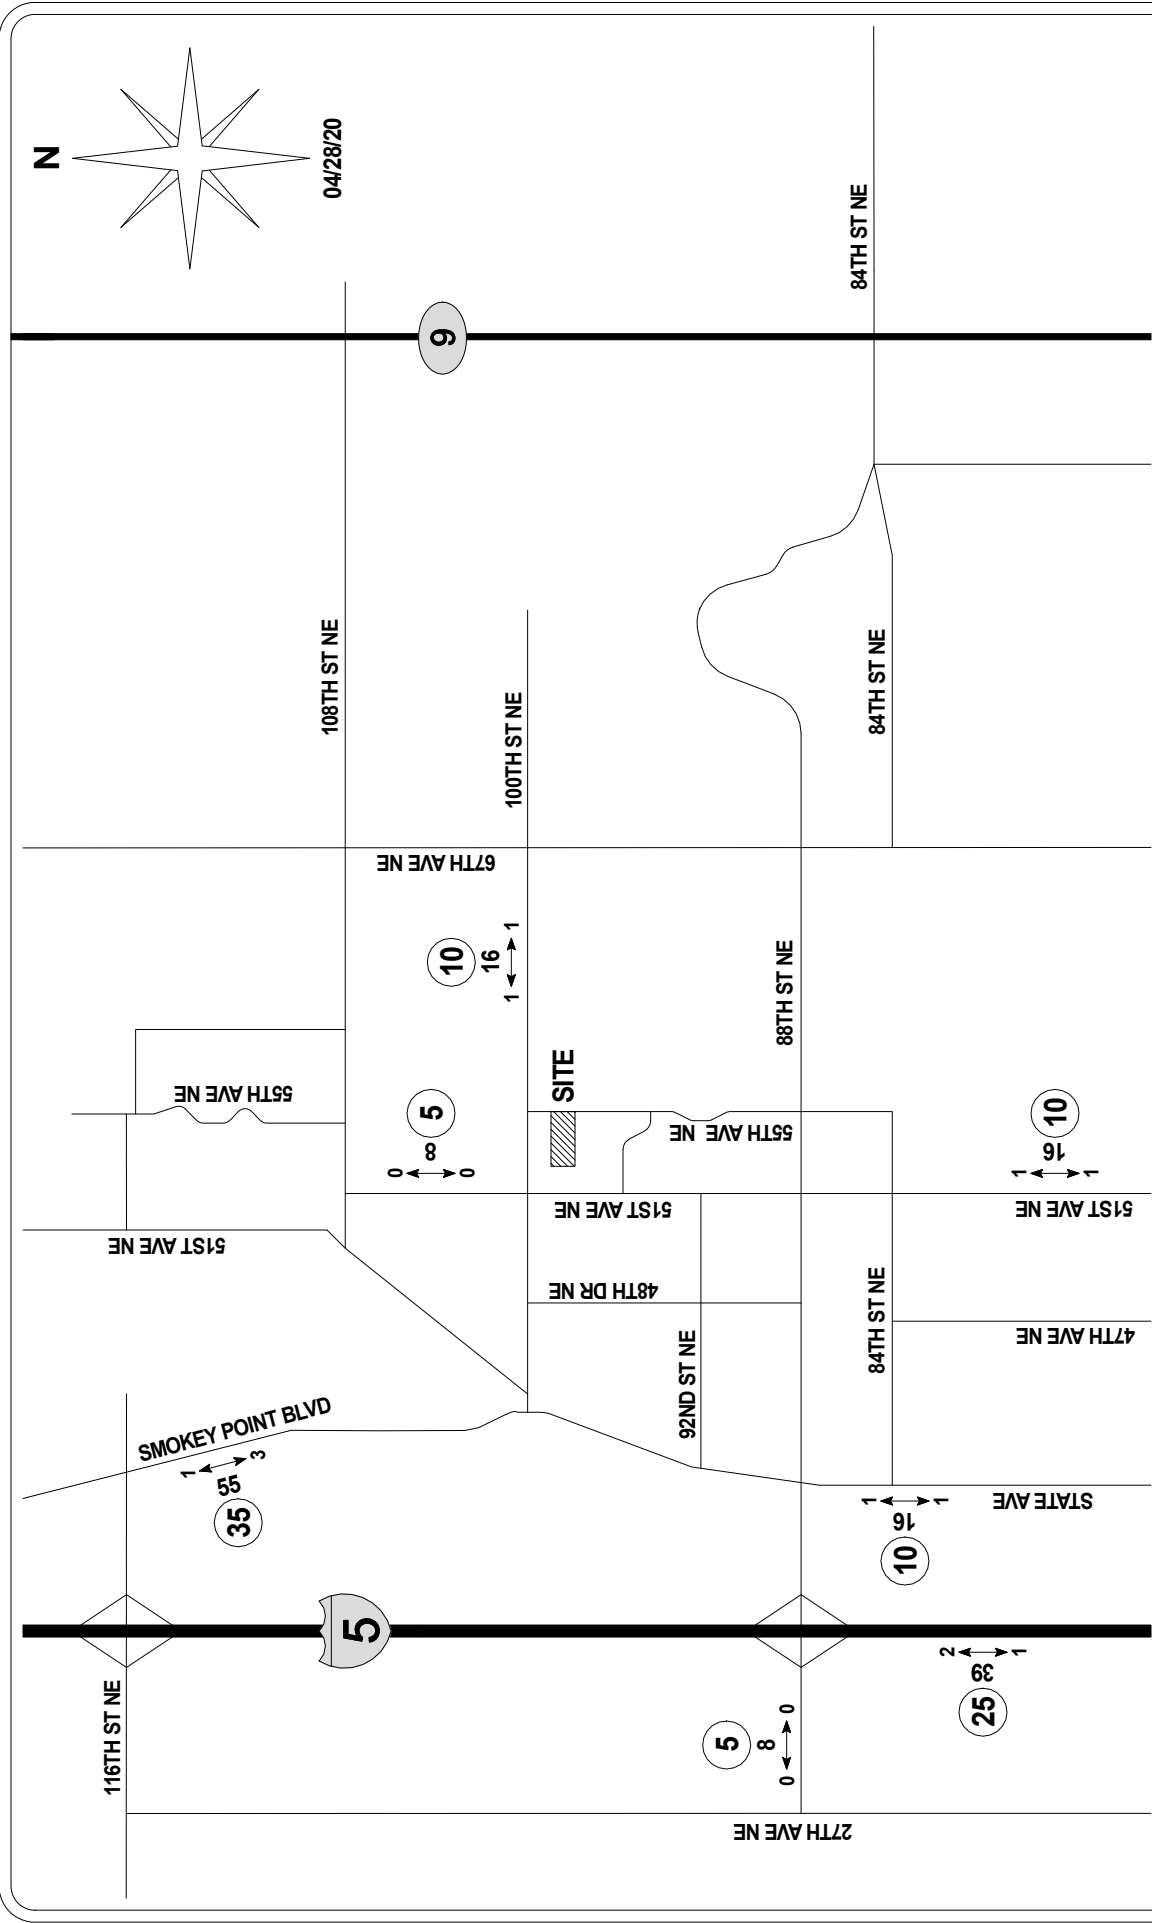 N
04/28/20
9
84TH ST NE
108TH ST NE
100TH ST NE
84TH ST NE
67TH AVE NE
10
16
1
1
88TH ST NE
55TH AVE NE
5
8
0
0
SITE
55TH AVE NE
10
16
1
1
51ST AVE NE
51ST AVE NE
51ST AVE NE
48TH DR NE
84TH ST NE
47TH AVE NE
92ND ST NE
SMOKEY POINT BLVD
1
3
55
35
STATE AVE
1
1
16
10
5
116TH ST NE
2
1
39
25
5
8
0
0
27TH AVE NE